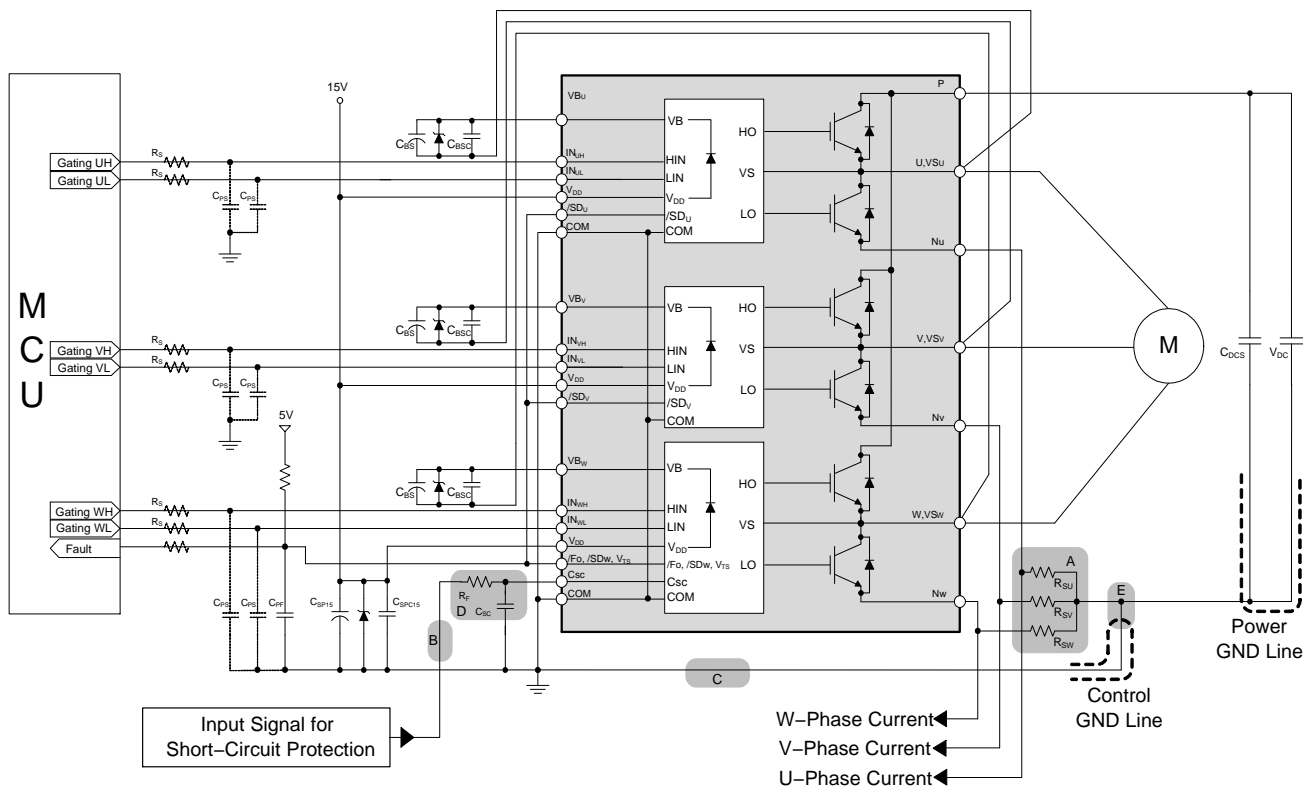 MCU
15V
5V
Gating UH
Gating UL
Gating VH
Gating VL
Gating WH
Gating WL
Fault
RS
RS
CPS
CPS
RS
RS
CPS
CPS
RS
RS
CPS
CPS
CPF
CSP15
CSPC15
CBS
CBSC
CBS
CBSC
CBS
CBSC
VBU
INUH
INUL
VDD
/SDU
COM
VB
HIN
LIN
VDD
/SDU
COM
HO
VS
LO
VBV
INVH
INVL
VDD
/SDV
VB
HIN
LIN
VDD
/SDV
COM
HO
VS
LO
VBW
INWH
INWL
VDD
/Fo, /SDw, VTS
Csc
COM
VB
HIN
LIN
VDD
/Fo, /SDw, VTS
Csc
COM
HO
VS
LO
P
U,VSU
Nu
V,VSV
Nv
W,VSW
Nw
M
CDCS
VDC
RF
D
CSC
B
C
A
RSU
RSV
RSW
E
Power
GND Line
Control
GND Line
Input Signal for
Short–Circuit Protection
W–Phase Current
V–Phase Current
U–Phase Current